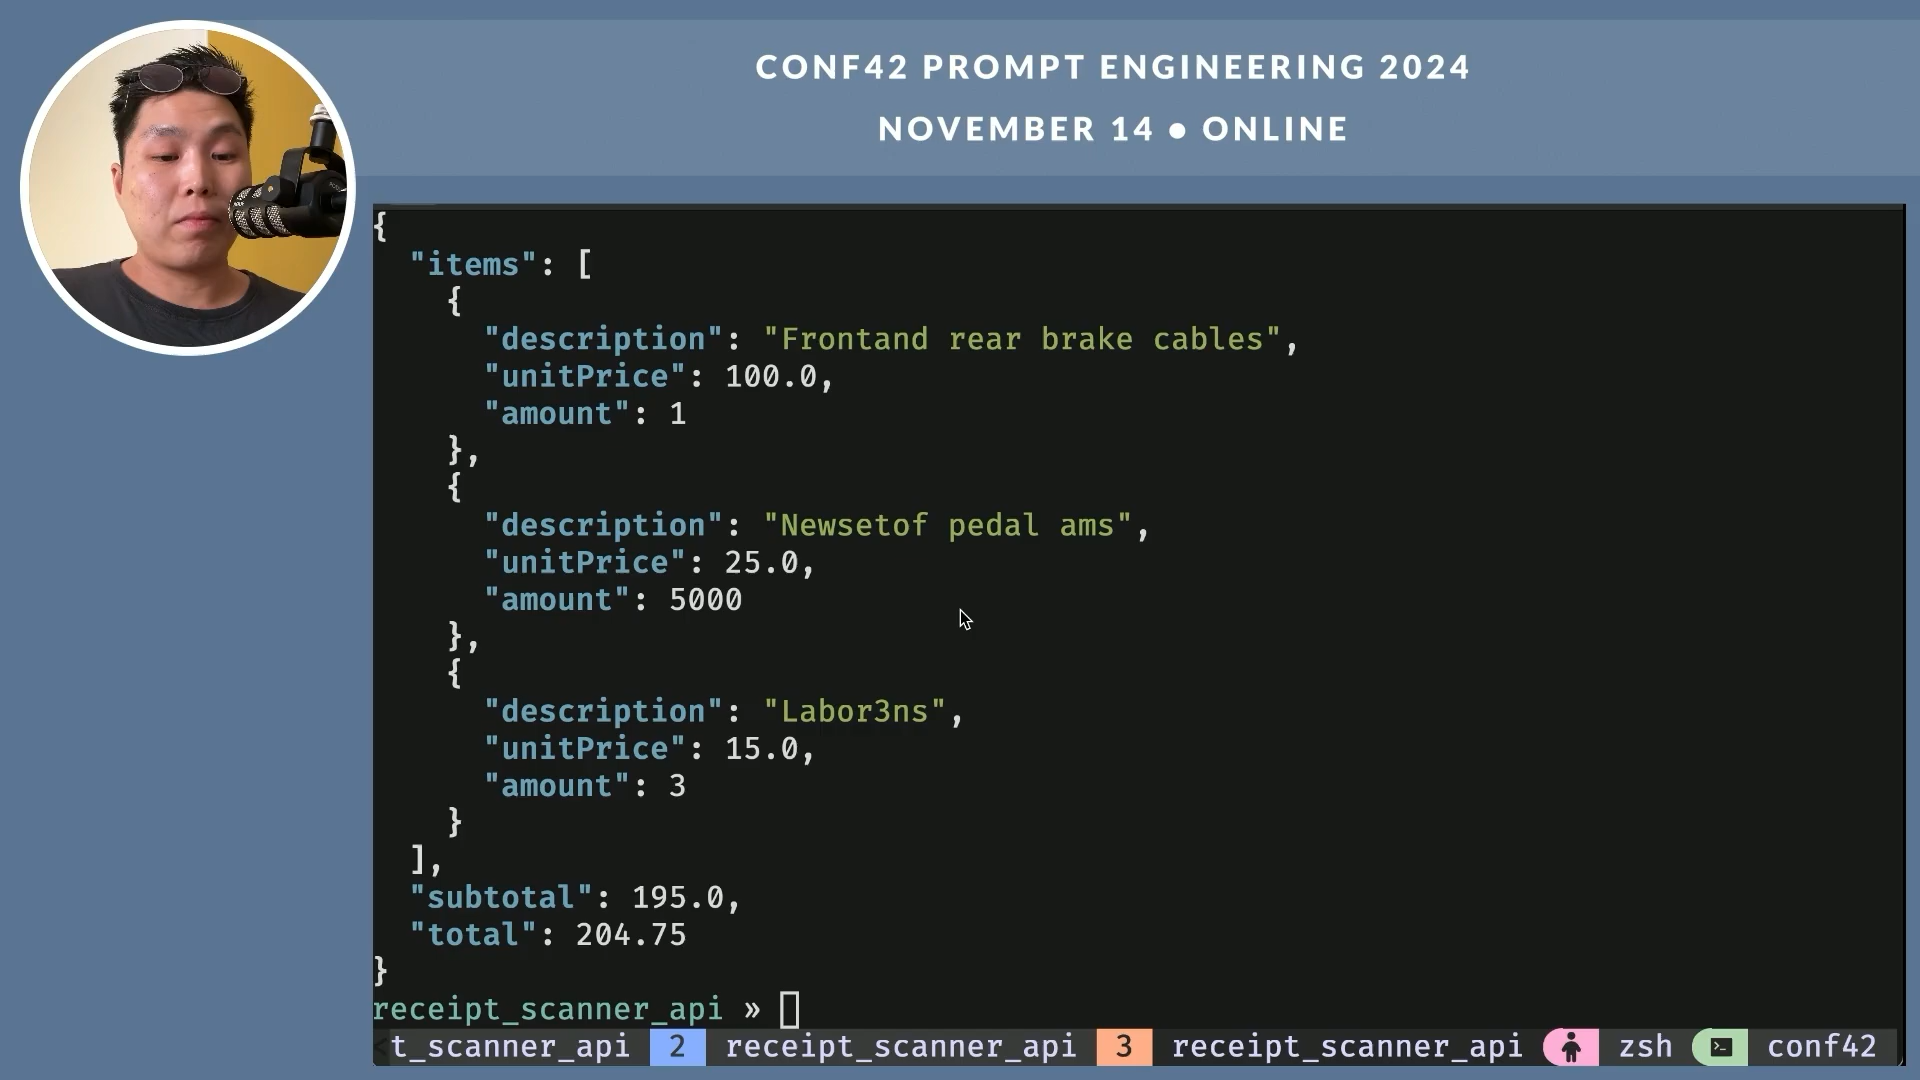 CONF42 PROMPT ENGINEERING 2024
NOVEMBER 14 ● ONLINE
{
"items": [
{
"description": "Frontand rear brake cables",
"unitPrice": 100.0,
"amount": 1
},
{
"description": "Newsetof pedal ams",
"unitPrice": 25.0,
"amount": 5000
},
{
"description": "Labor3ns",
"unitPrice": 15.0,
"amount": 3
}
],
"subtotal": 195.0,
"total": 204.75
}
receipt_scanner_api »
<t_scanner_api 2 receipt_scanner_api 3 receipt_scanner_api zsh conf42